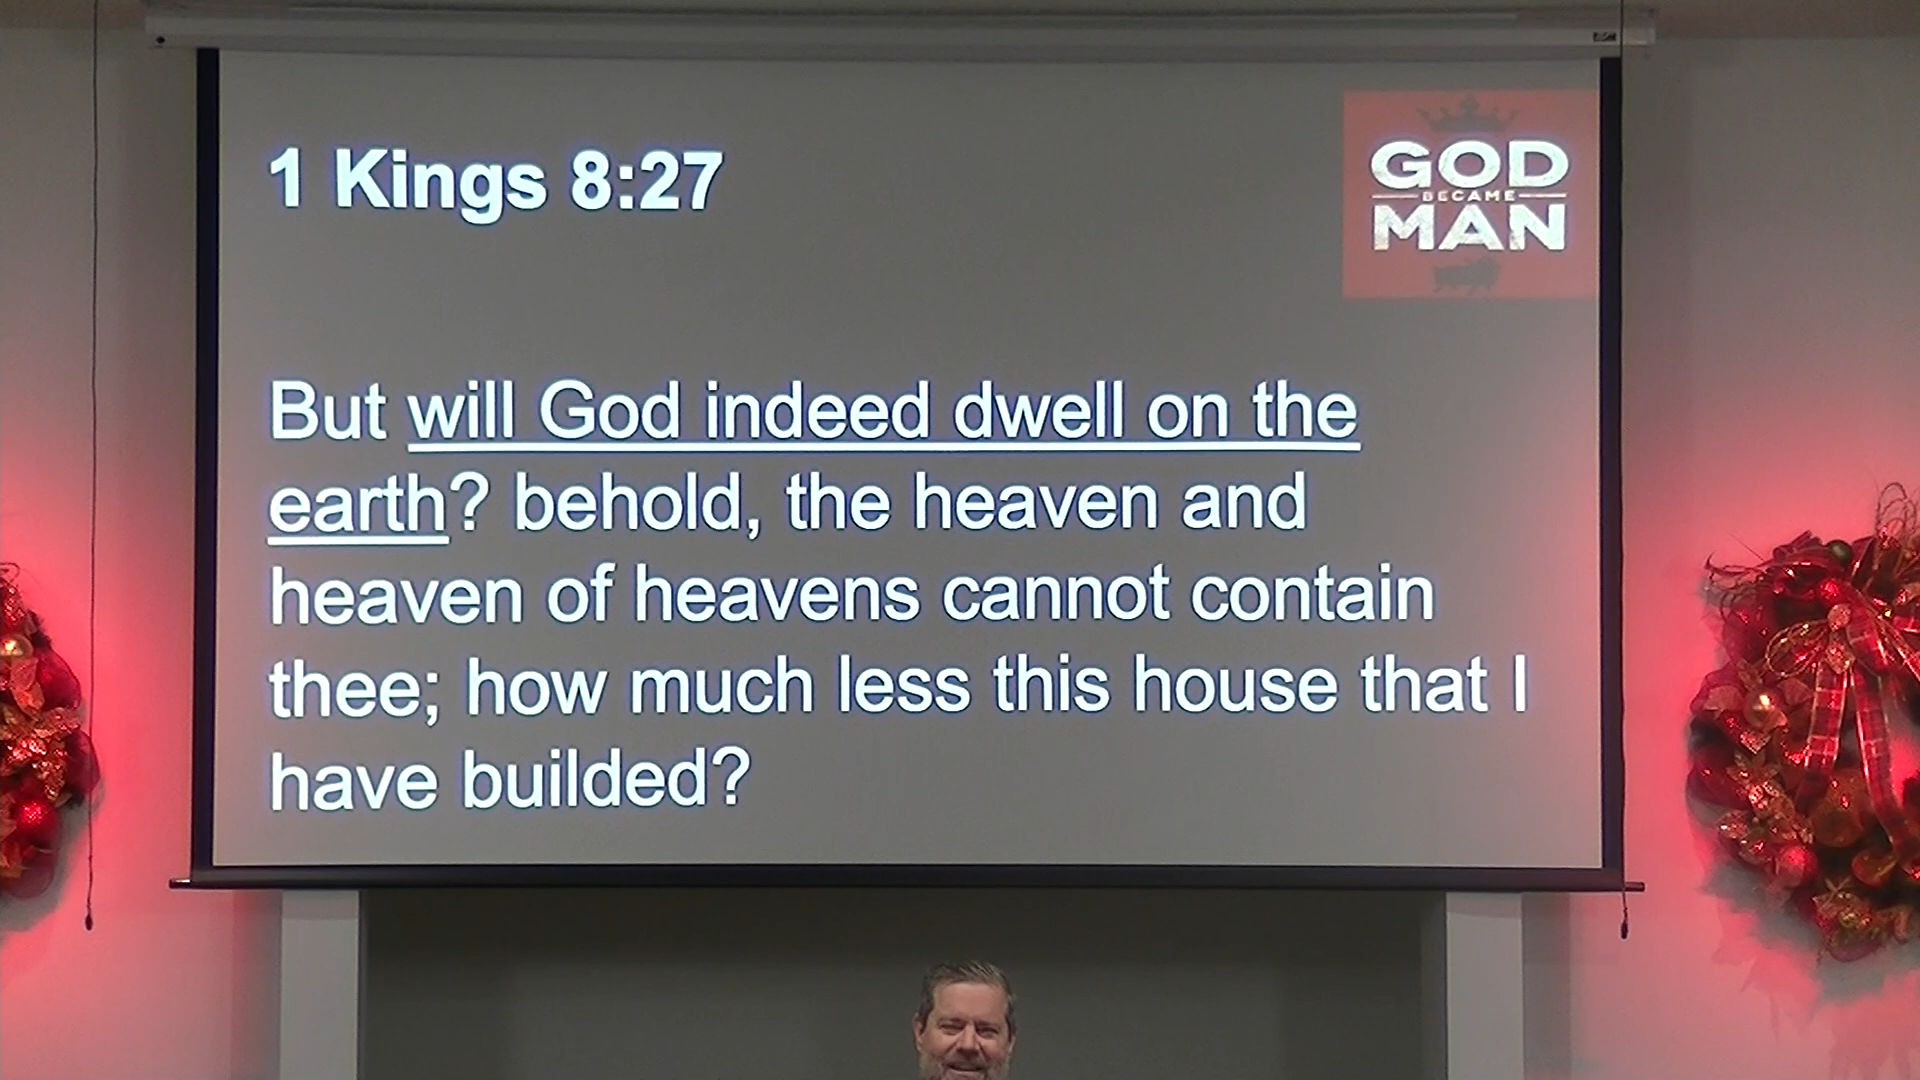 1 Kings 8:27
GOD
BECAME
MAN
But will God indeed dwell on the
earth? behold, the heaven and
heaven of heavens cannot contain
thee; how much less this house that I
have builded?